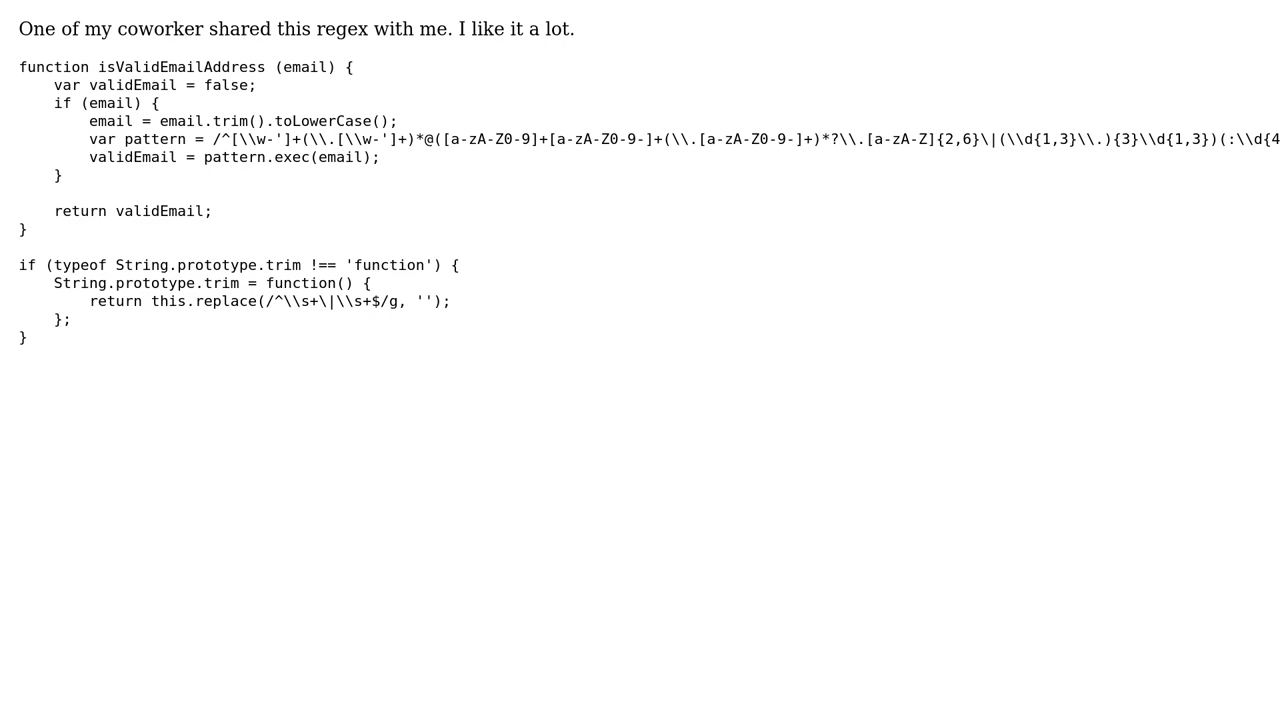 One of my coworker shared this regex with me. I like it a lot.
function isValidEmailAddress (email) {
    var validEmail = false;
    if (email) {
        email = email.trim().toLowerCase();
        var pattern = /^[\\w-']+(\\.[\\w-']+)*@([a-zA-Z0-9]+[a-zA-Z0-9-]+(\\.[a-zA-Z0-9-]+)*?\\.[a-zA-Z]{2,6}\|(\\d{1,3}\\.){3}\\d{1,3})(:\\d{4
        validEmail = pattern.exec(email);
    }

    return validEmail;
}

if (typeof String.prototype.trim !== 'function') {
    String.prototype.trim = function() {
        return this.replace(/^\\s+\|\\s+$/g, '');
    };
}